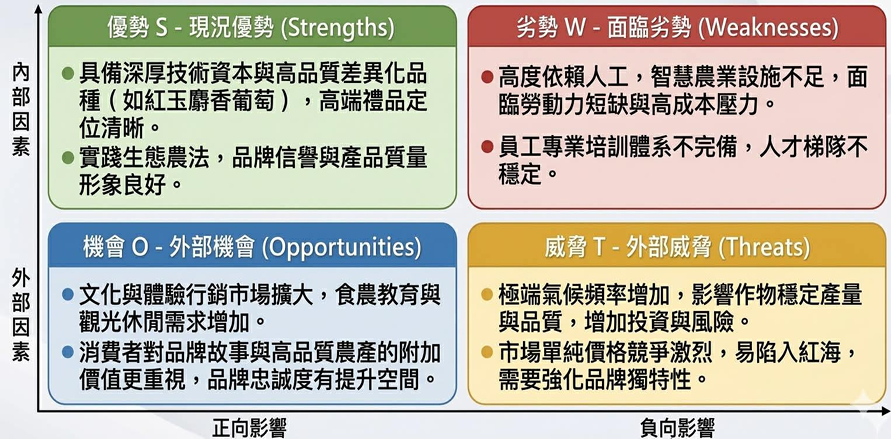 優勢 S - 現況優勢 (Strengths)
具備深厚技術資本與高品質差異化品
種（如紅玉麝香葡萄），高端禮品定
位清晰。
實踐生態農法，品牌信譽與產品質量
形象良好。
劣勢 W - 面臨劣勢 (Weaknesses)
高度依賴人工，智慧農業設施不足，面
臨勞動力短缺與高成本壓力。
員工專業培訓體系不完備，人才梯隊不
穩定。
內部因素
機會 O - 外部機會 (Opportunities)
文化與體驗行銷市場擴大，食農教育與
觀光休閒需求增加。
消費者對品牌故事與高品質農產的附加
價值更重視，品牌忠誠度有提升空間。
威脅 T - 外部威脅 (Threats)
極端氣候頻率增加，影響作物穩定產量
與品質，增加投資與風險。
市場單純價格競爭激烈，易陷入紅海，
需要強化品牌獨特性。
外部因素
正向影響
負向影響